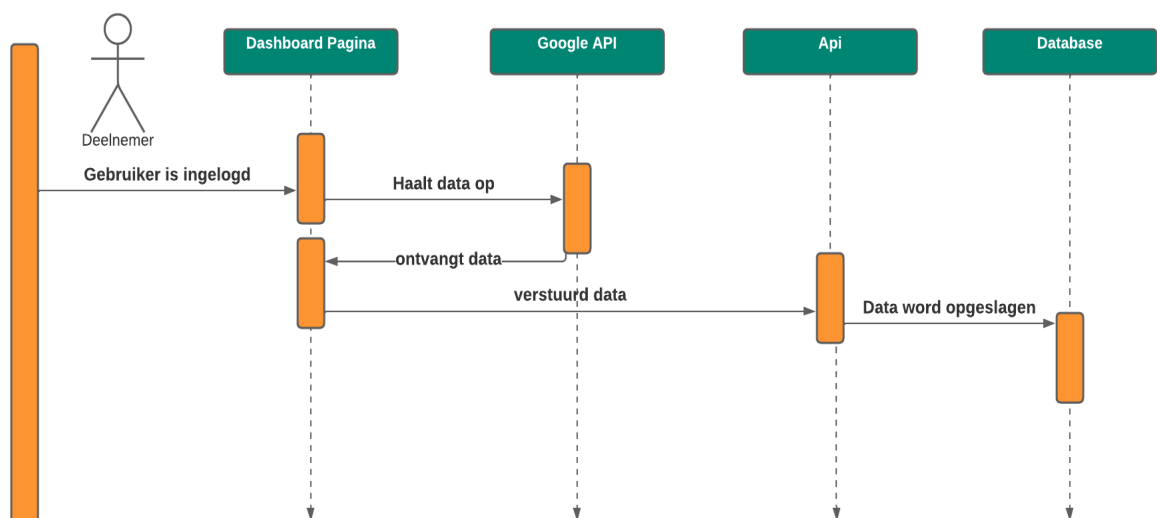 Dashboard Pagina
Google API
Api
Database
Deelnemer
Gebruiker is ingelogd
Haalt data op
ontvangt data
verstuurd data
Data word opgeslagen